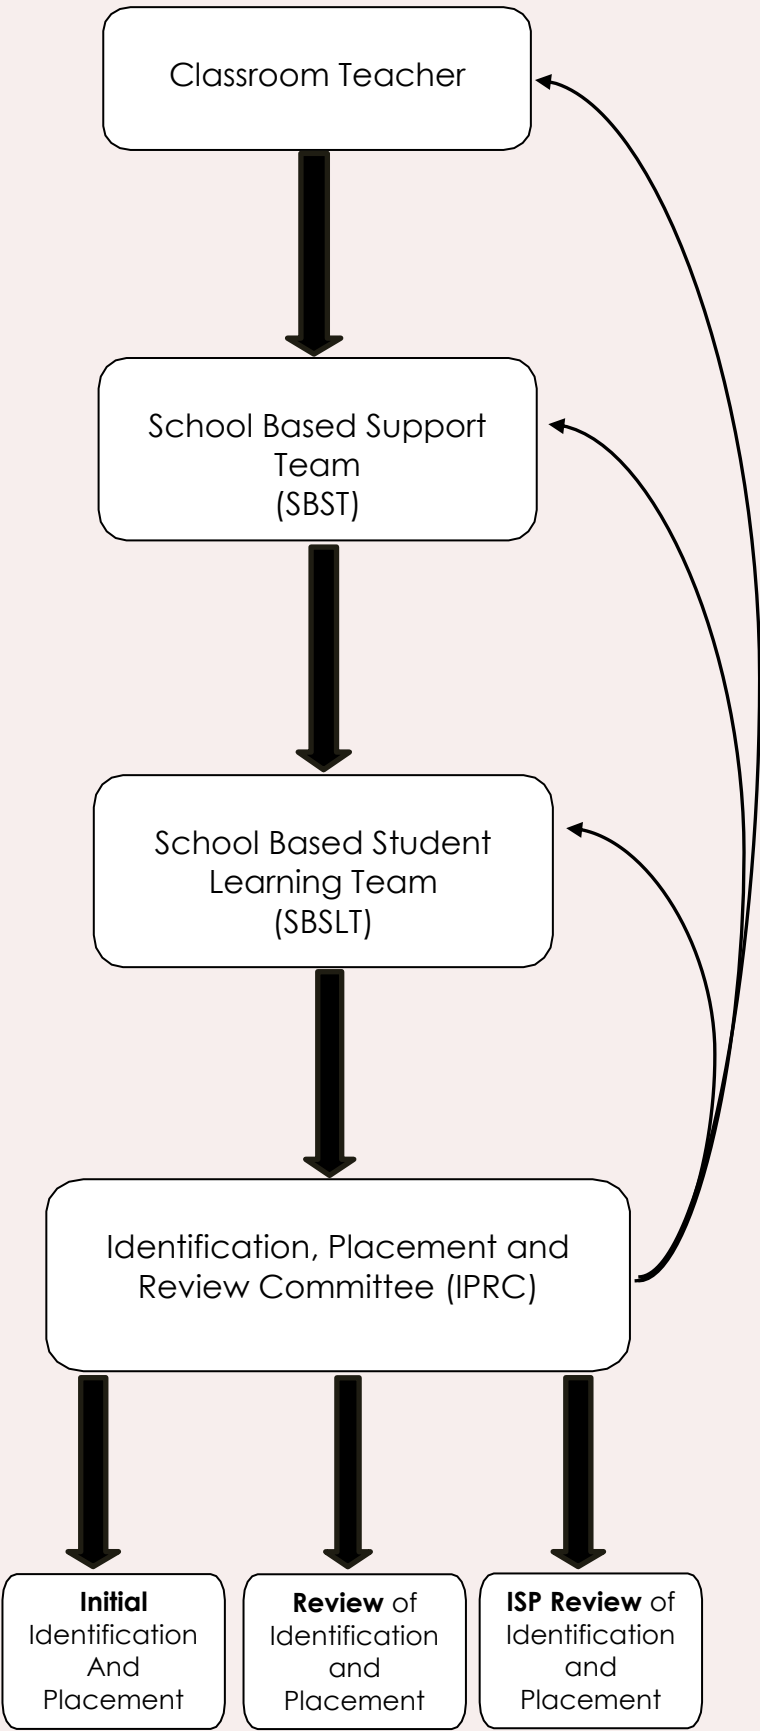 Classroom Teacher
School Based Support
Team
(SBST)
School Based Student
Learning Team
(SBSLT)
Identification, Placement and
Review Committee (IPRC)
Initial
Identification
And
Placement
Review of
Identification
and
Placement
ISP Review of
Identification
and
Placement